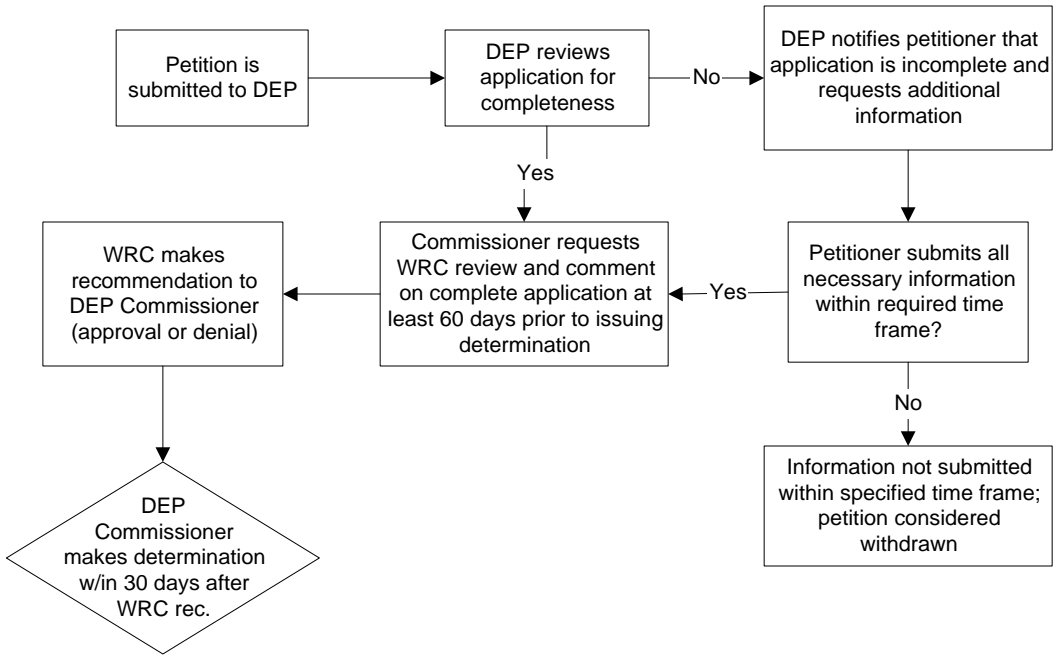 Petition is
submitted to DEP
DEP reviews
application for
completeness
No
DEP notifies petitioner that
application is incomplete and
requests additional
information
Yes
WRC makes
recommendation to
DEP Commissioner
(approval or denial)
Commissioner requests
WRC review and comment
on complete application at
least 60 days prior to issuing
determination
Yes
Petitioner submits all
necessary information
within required time
frame?
No
DEP
Commissioner
makes determination
w/in 30 days after
WRC rec.
Information not submitted
within specified time frame;
petition considered
withdrawn